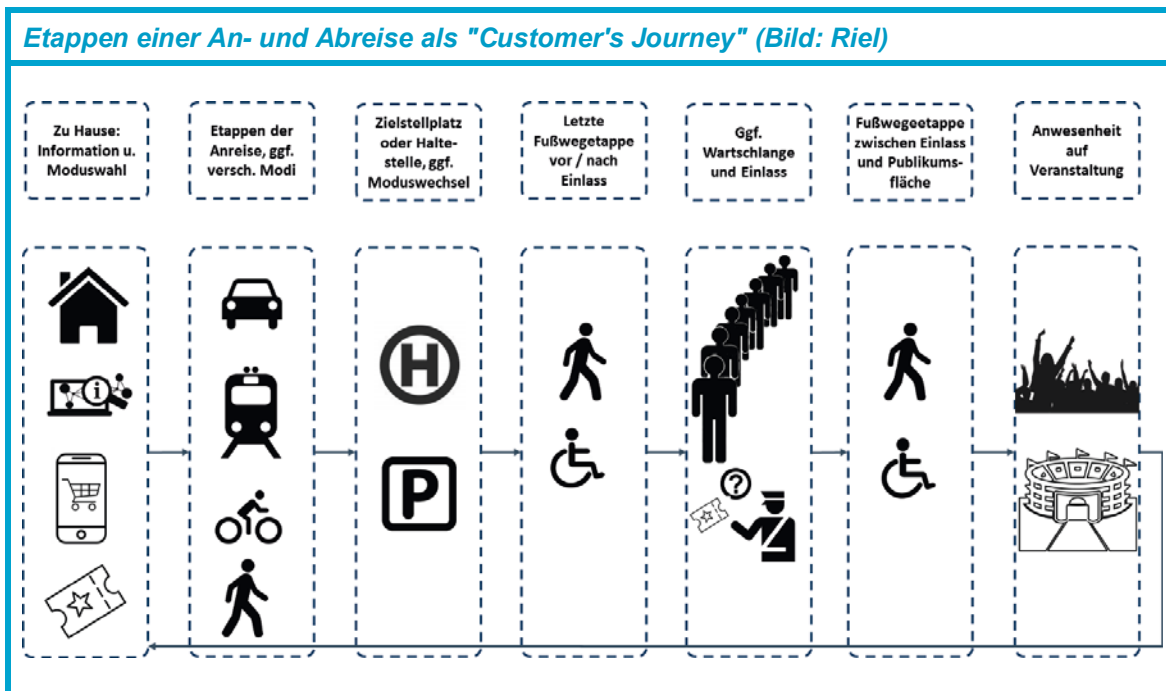 Etappen einer An- und Abreise als "Customer's Journey" (Bild: Riel)
Zu Hause:
Information u.
Moduswahl
Etappen der
Anreise, ggf.
versch. Modi
Zielstellplatz
oder Halte-
stelle, ggf.
Moduswechsel
Letzte
Fußwegetappe
vor / nach
Einlass
Ggf.
Wartschlange
und Einlass
Fußwegeetappe
zwischen Einlass
und Publikums-
fläche
Anwesenheit
auf
Veranstaltung
i
H
P
?